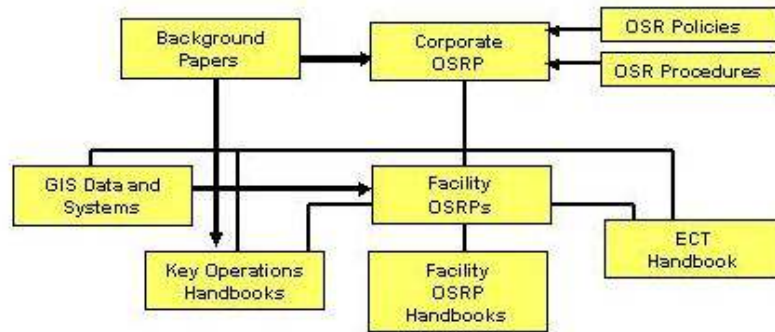 Background
Papers
Corporate
OSRP
OSR Policies
OSR Procedures
GIS Data and
Systems
Facility
OSRPs
ECT
Handbook
Key Operations
Handbooks
Facility
OSRP
Handbooks